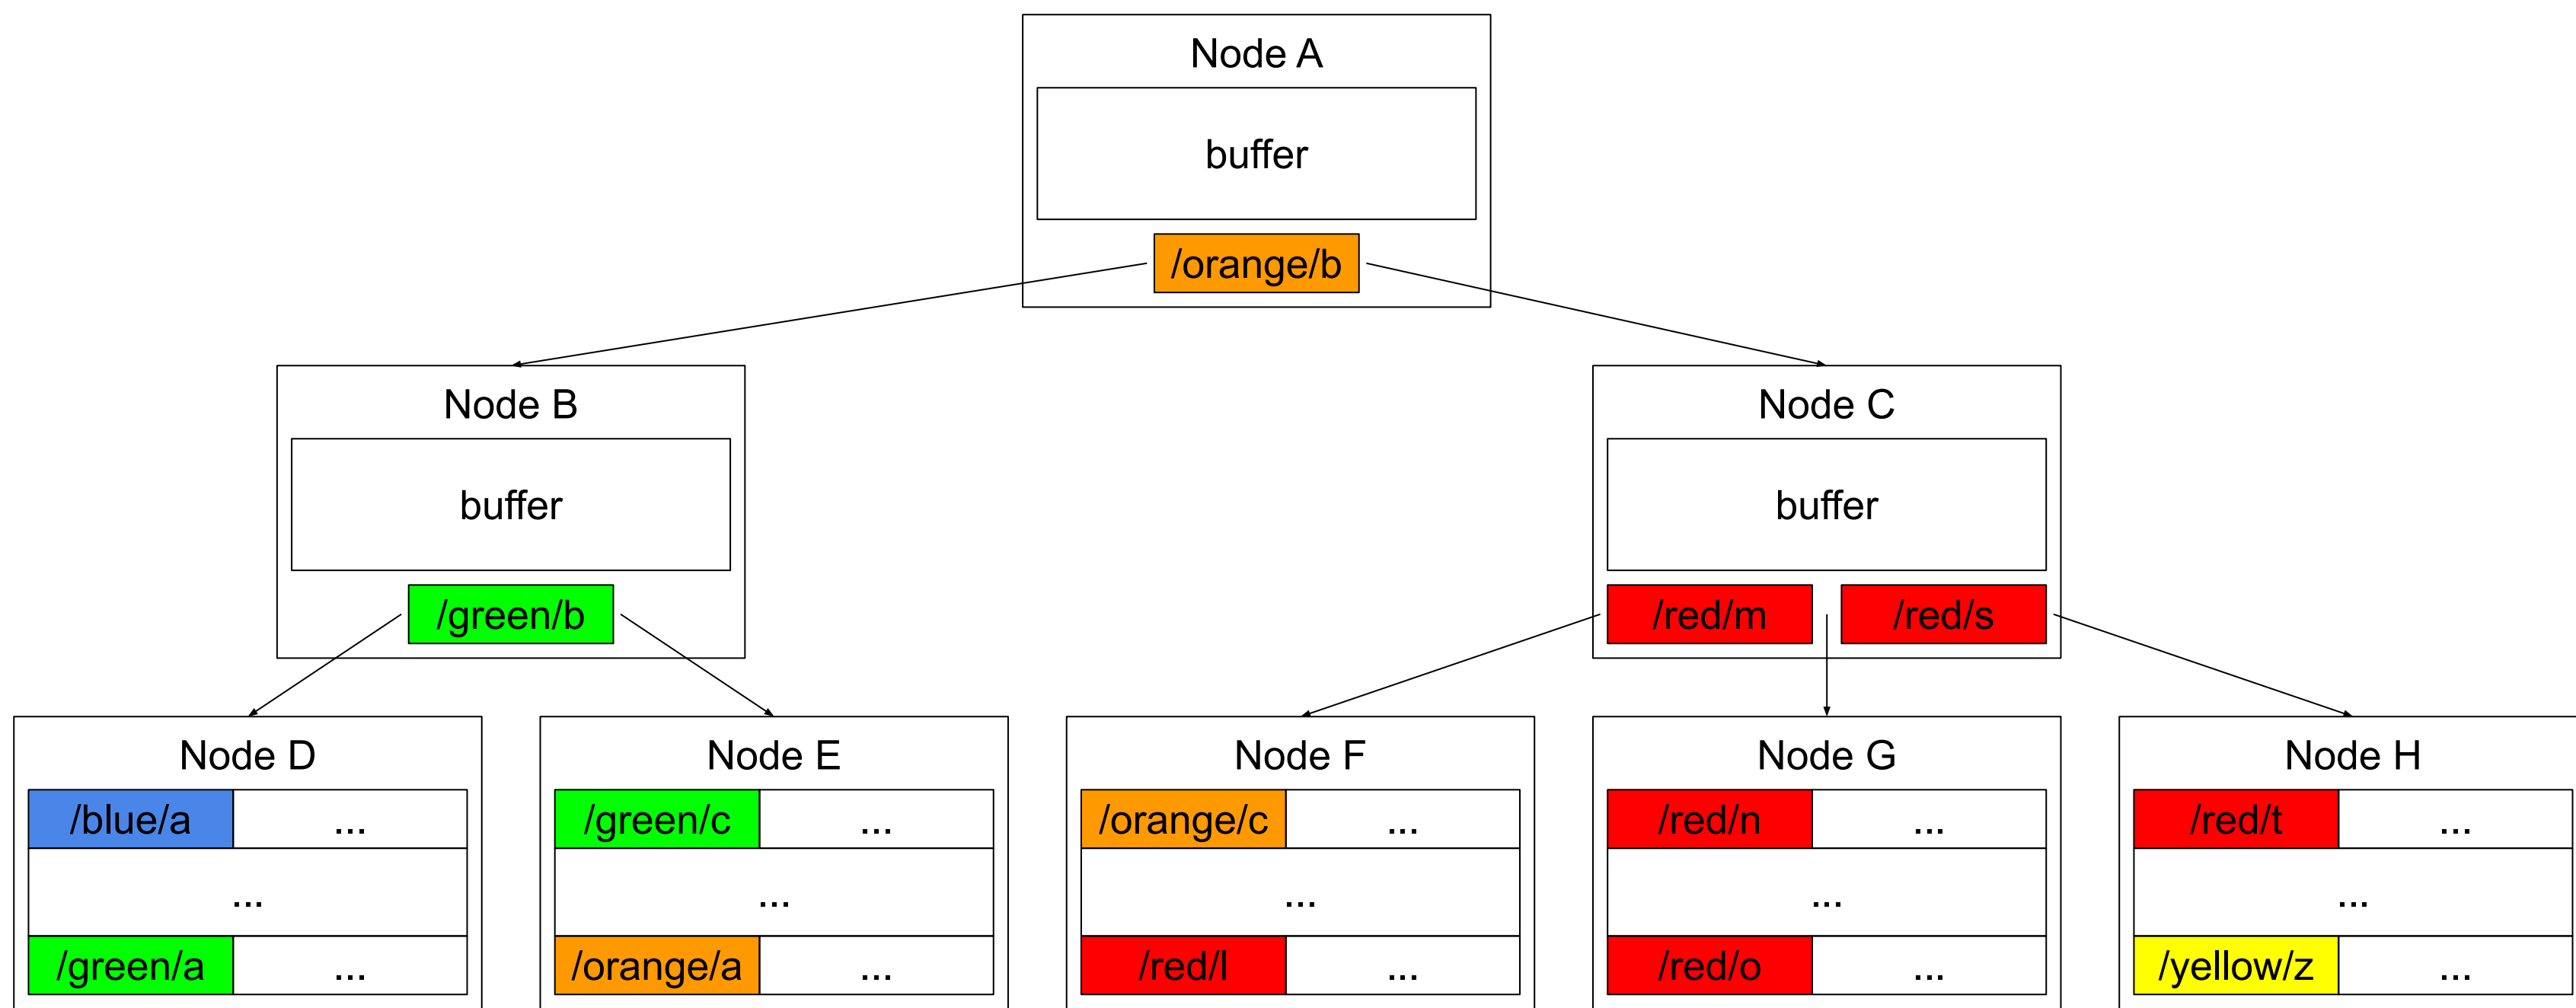 Node A
buffer
/orange/b
Node B
Node C
buffer
buffer
/green/b
/red/m
/red/s
Node D
Node E
Node F
Node G
Node H
/blue/a ...
/green/c ...
/orange/c ...
/red/n ...
/red/t ...
...
...
...
...
...
/green/a ...
/orange/a ...
/red/l ...
/red/o ...
/yellow/z ...